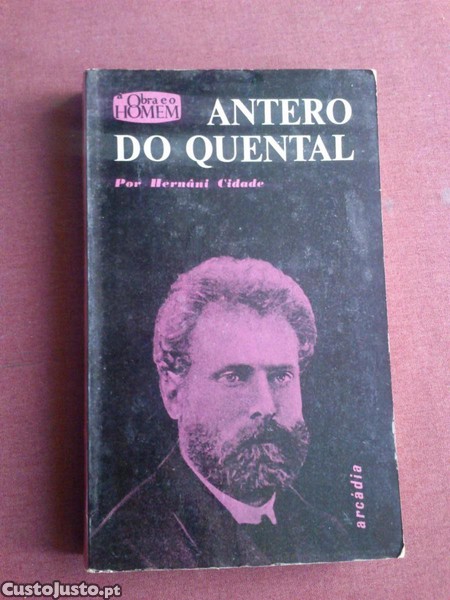 a Obra e o
HOMEM
ANTERO
DO QUENTAL
Por Hernâni Cidade
arcádia
CustoJusto.pt